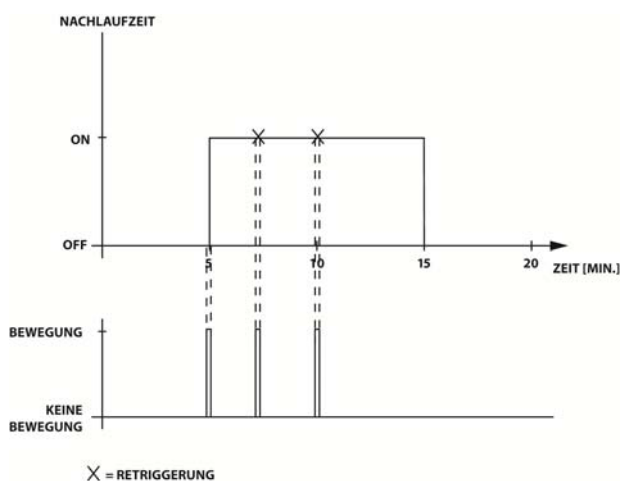 NACHLAUFZEIT
ON
OFF
5
10
15
20
ZEIT [MIN.]
BEWEGUNG
KEINE
BEWEGUNG
X = RETRIGGERUNG